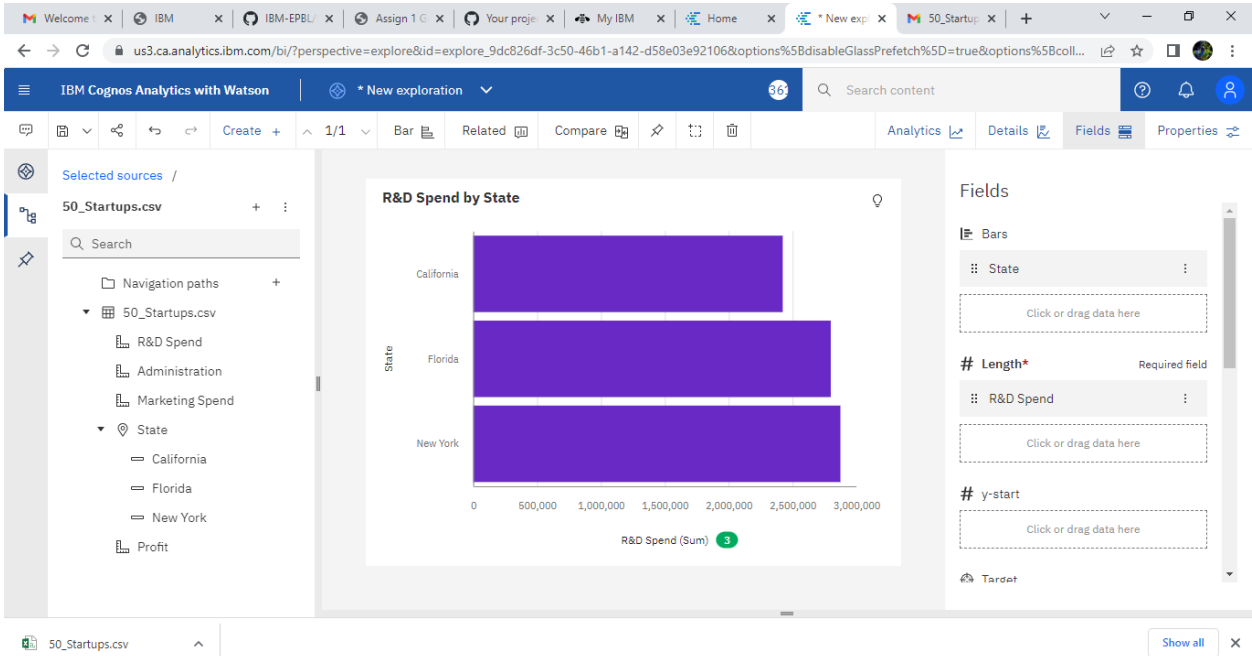 Welcome t
IBM
IBM-EPBL/
Assign 1 G
Your proje
My IBM
Home
* New expl
50_Startup
us3.ca.analytics.ibm.com/bi/?perspective=explore&id=explore_9dc826df-3c50-46b1-a142-d58e03e92106&options%5BdisableGlassPrefetch%5D=true&options%5Bcoll...
IBM Cognos Analytics with Watson
* New exploration
363
Search content
Create +
1/1
Bar
Related
Compare
Analytics
Details
Fields
Properties
Selected sources /
50_Startups.csv
Search
Navigation paths
50_Startups.csv
R&D Spend
Administration
Marketing Spend
State
California
Florida
New York
Profit
R&D Spend by State
State
California
Florida
New York
0 500,000 1,000,000 1,500,000 2,000,000 2,500,000 3,000,000
R&D Spend (Sum) 3
Fields
Bars
State
Click or drag data here
# Length* Required field
R&D Spend
Click or drag data here
# y-start
Click or drag data here
Target
50_Startups.csv
Show all